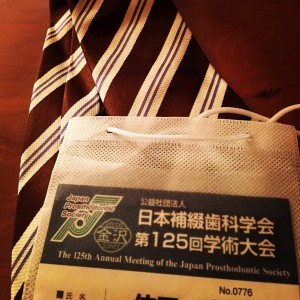 Japan
Prosthodontic
Society
金沢
公益社団法人
日本補綴歯科学会
第125回学術大会
The 125th Annual Meeting of the Japan Prosthodontic Society
No.0776
■氏名